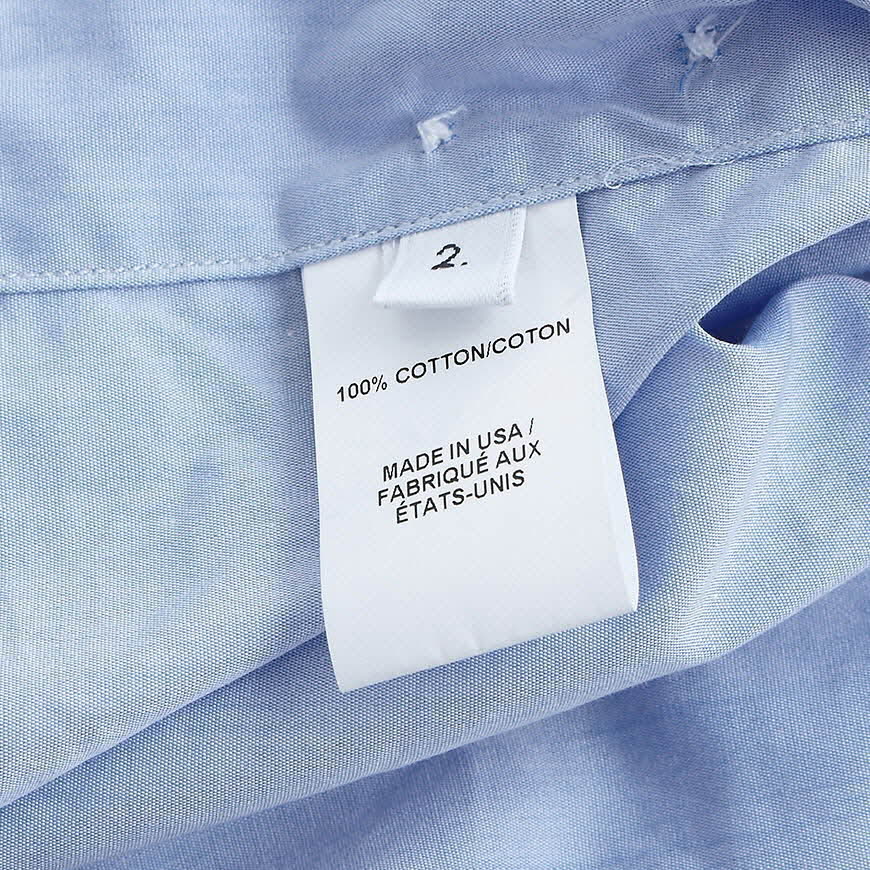 2.
100% COTTON/COTON
MADE IN USA /
FABRIQUÉ AUX
ÉTATS-UNIS